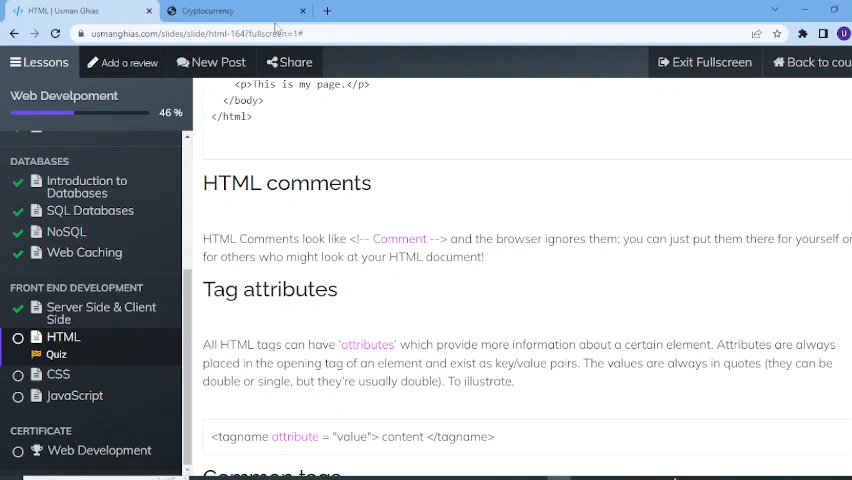 HTML | Usman Ghias
Cryptocurrency
usmanghias.com/slides/slide/html-164?fullscreen=1#
U
Lessons
Add a review
New Post
Share
Exit Fullscreen
Back to cou
Web Develpoment
46 %
DATABASES
Introduction to
Databases
SQL Databases
NoSQL
Web Caching
FRONT END DEVELOPMENT
Server Side & Client
Side
HTML
Quiz
CSS
JavaScript
CERTIFICATE
Web Development
<p>This is my page.</p>
</body>
</html>
HTML comments
HTML Comments look like <!-- Comment --> and the browser ignores them; you can just put them there for yourself or
for others who might look at your HTML document!
Tag attributes
All HTML tags can have ‘attributes’ which provide more information about a certain element. Attributes are always
placed in the opening tag of an element and exist as key/value pairs. The values are always in quotes (they can be
double or single, but they’re usually double). To illustrate,
<tagname attribute = "value"> content </tagname>
Common tags